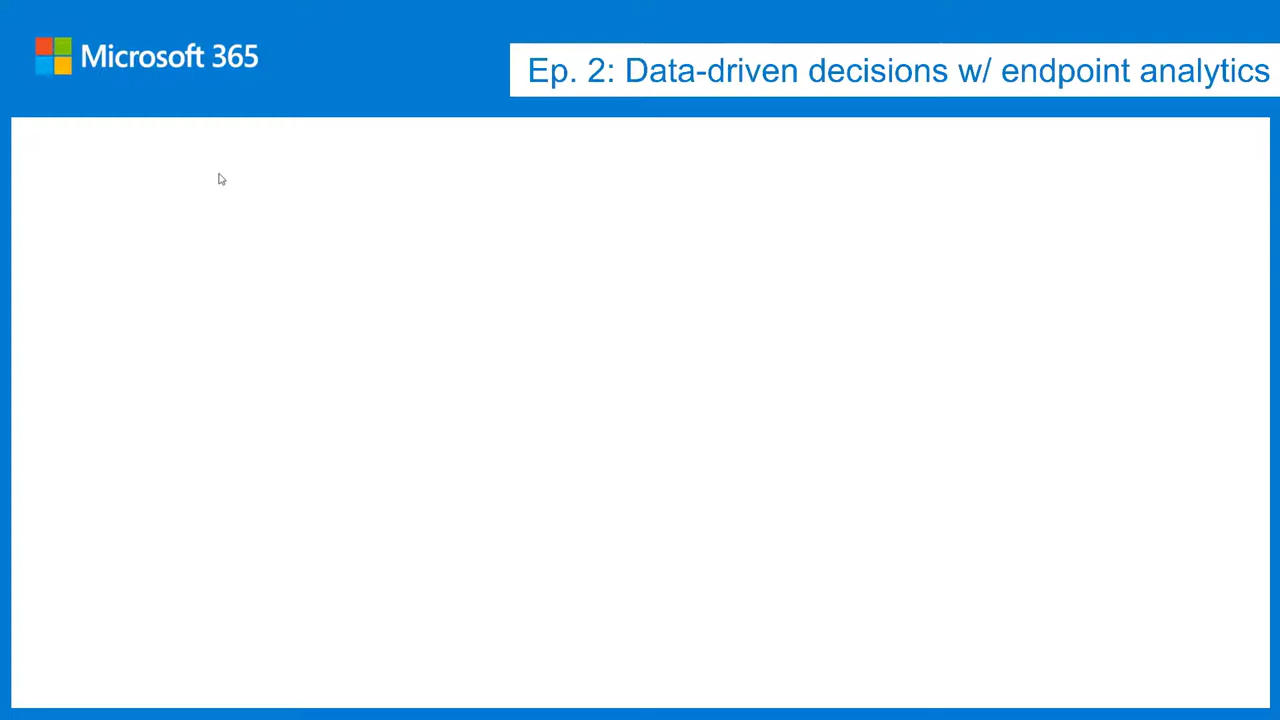 Microsoft 365
Ep. 2: Data-driven decisions w/ endpoint analytics